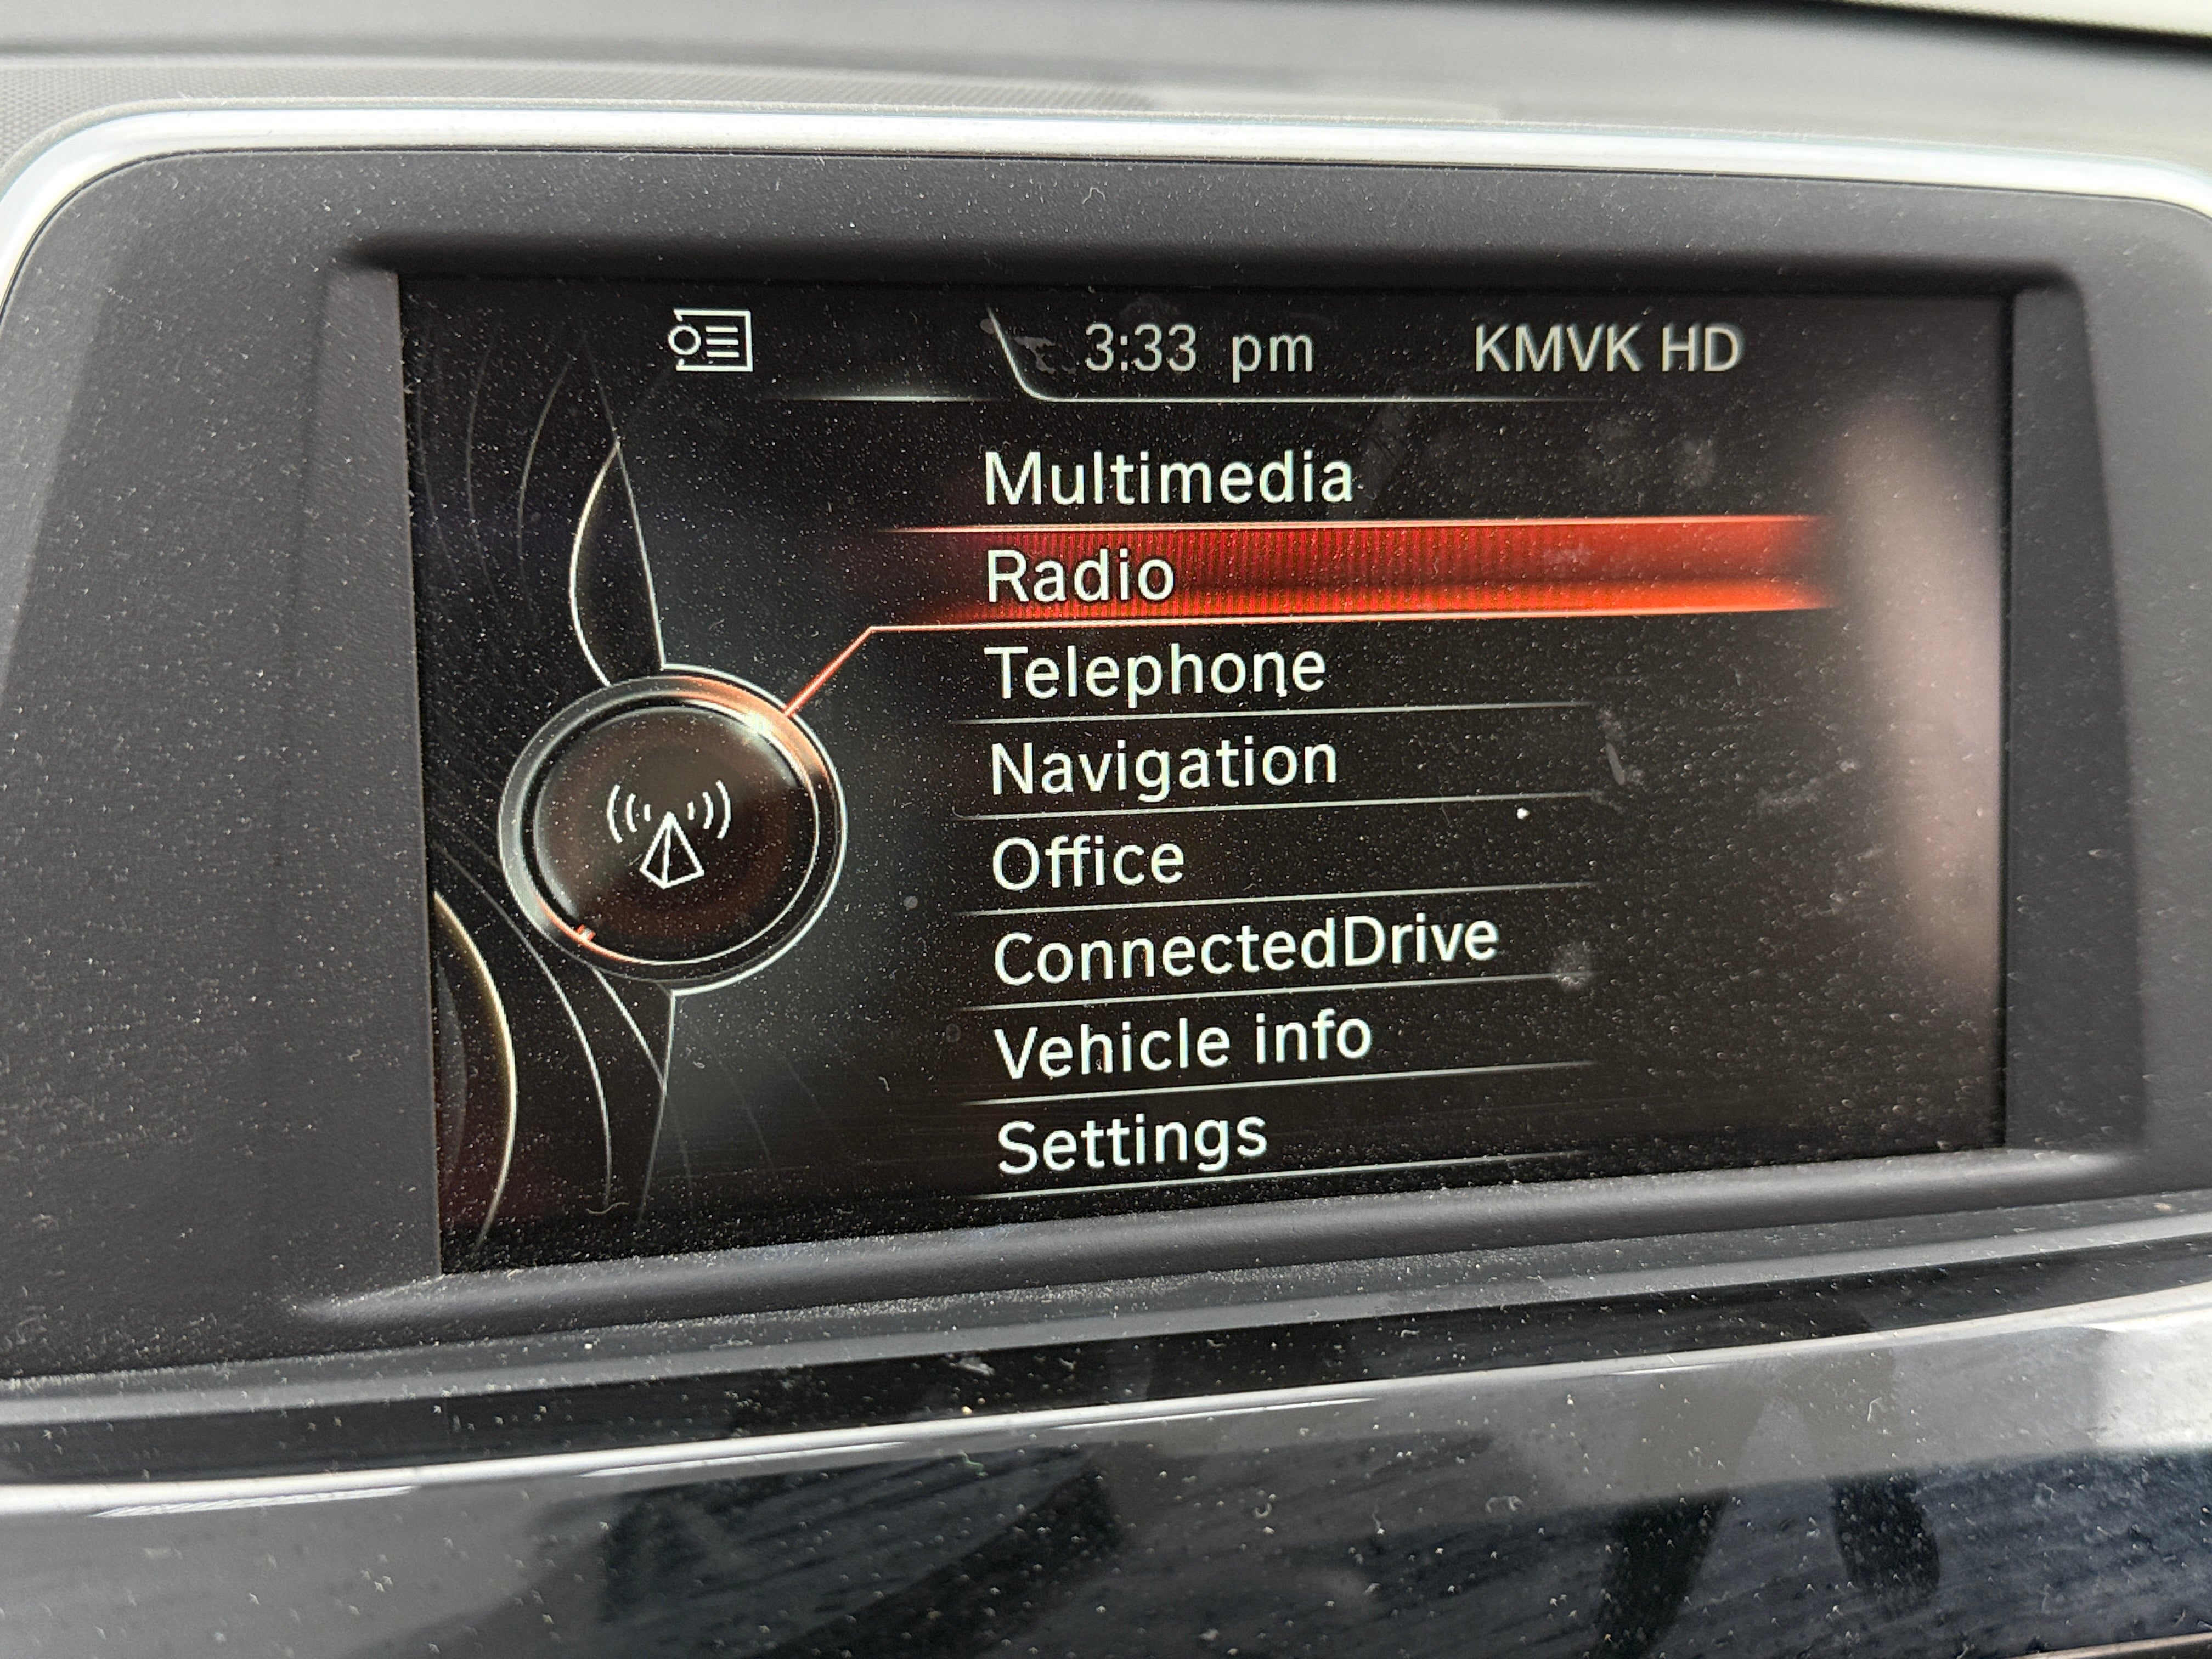 3:33 pm KMVK HD
Multimedia
Radio
Telephone
Navigation
Office
ConnectedDrive
Vehicle info
Settings